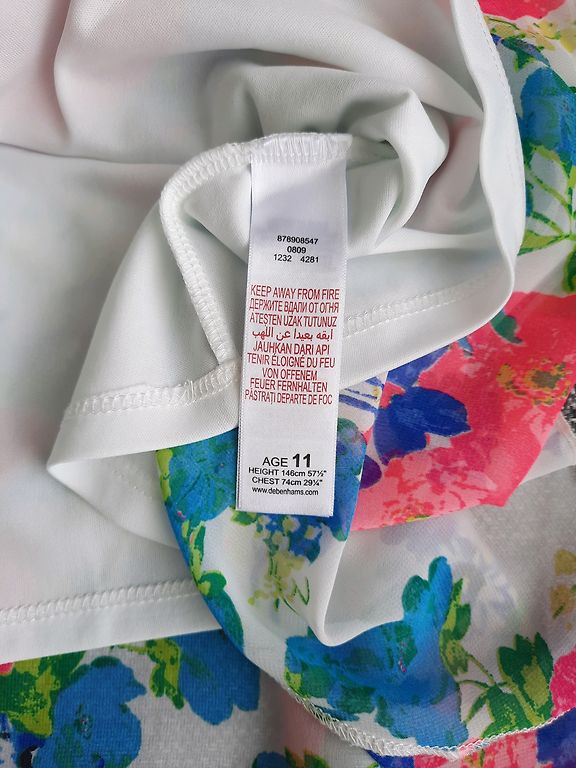 878908547
0809
1232 4281
KEEP AWAY FROM FIRE
ДЕРЖИТЕ ВДАЛИ ОТ ОГНЯ
ATESTEN UZAK TUTUNUZ
ابقه بعيدا عن اللهب
JAUHKAN DARI API
TENIR ÉLOIGNÉ DU FEU
VON OFFENEM
FEUER FERNHALTEN
PĂSTRAȚI DEPARTE DE FOC
AGE 11
HEIGHT 146cm 57½"
CHEST 74cm 29¼"
www.debenhams.com